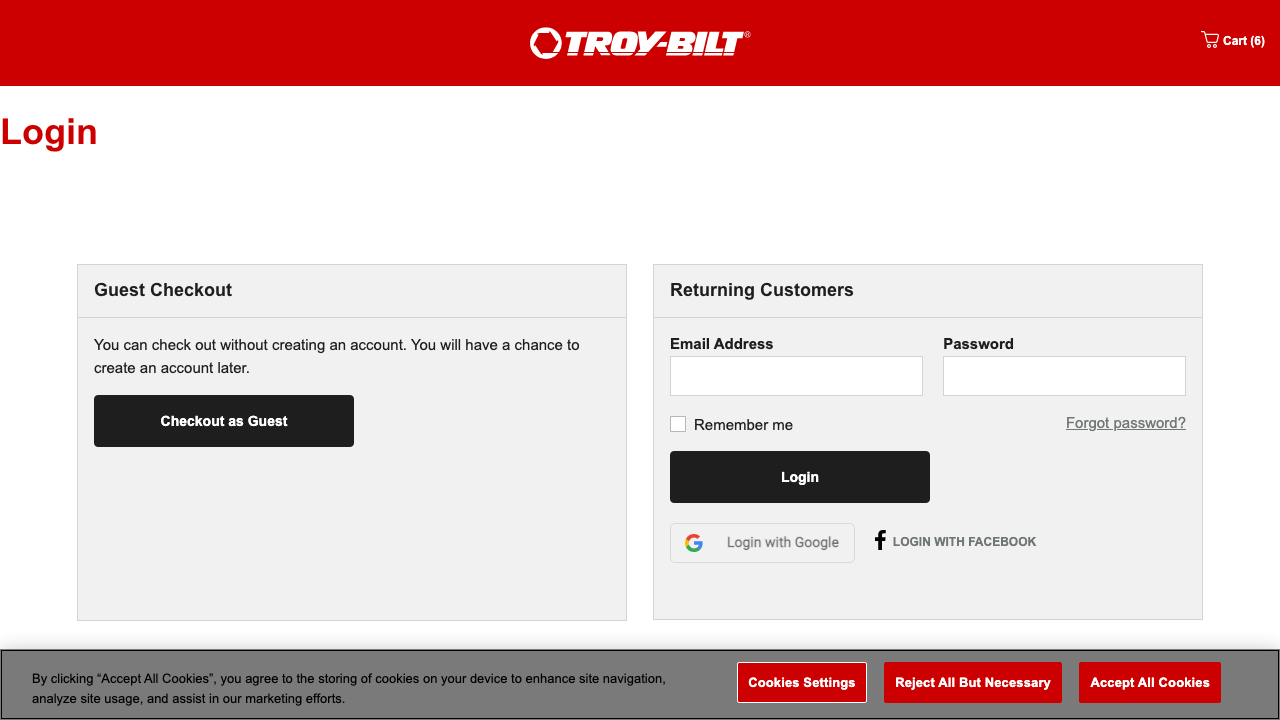 TROY-BILT®
Cart (6)
Login
Guest Checkout
You can check out without creating an account. You will have a chance to
create an account later.
Checkout as Guest
Returning Customers
Email Address
Password
Remember me
Forgot password?
Login
Login with Google
LOGIN WITH FACEBOOK
By clicking “Accept All Cookies”, you agree to the storing of cookies on your device to enhance site navigation,
analyze site usage, and assist in our marketing efforts.
Cookies Settings
Reject All But Necessary
Accept All Cookies